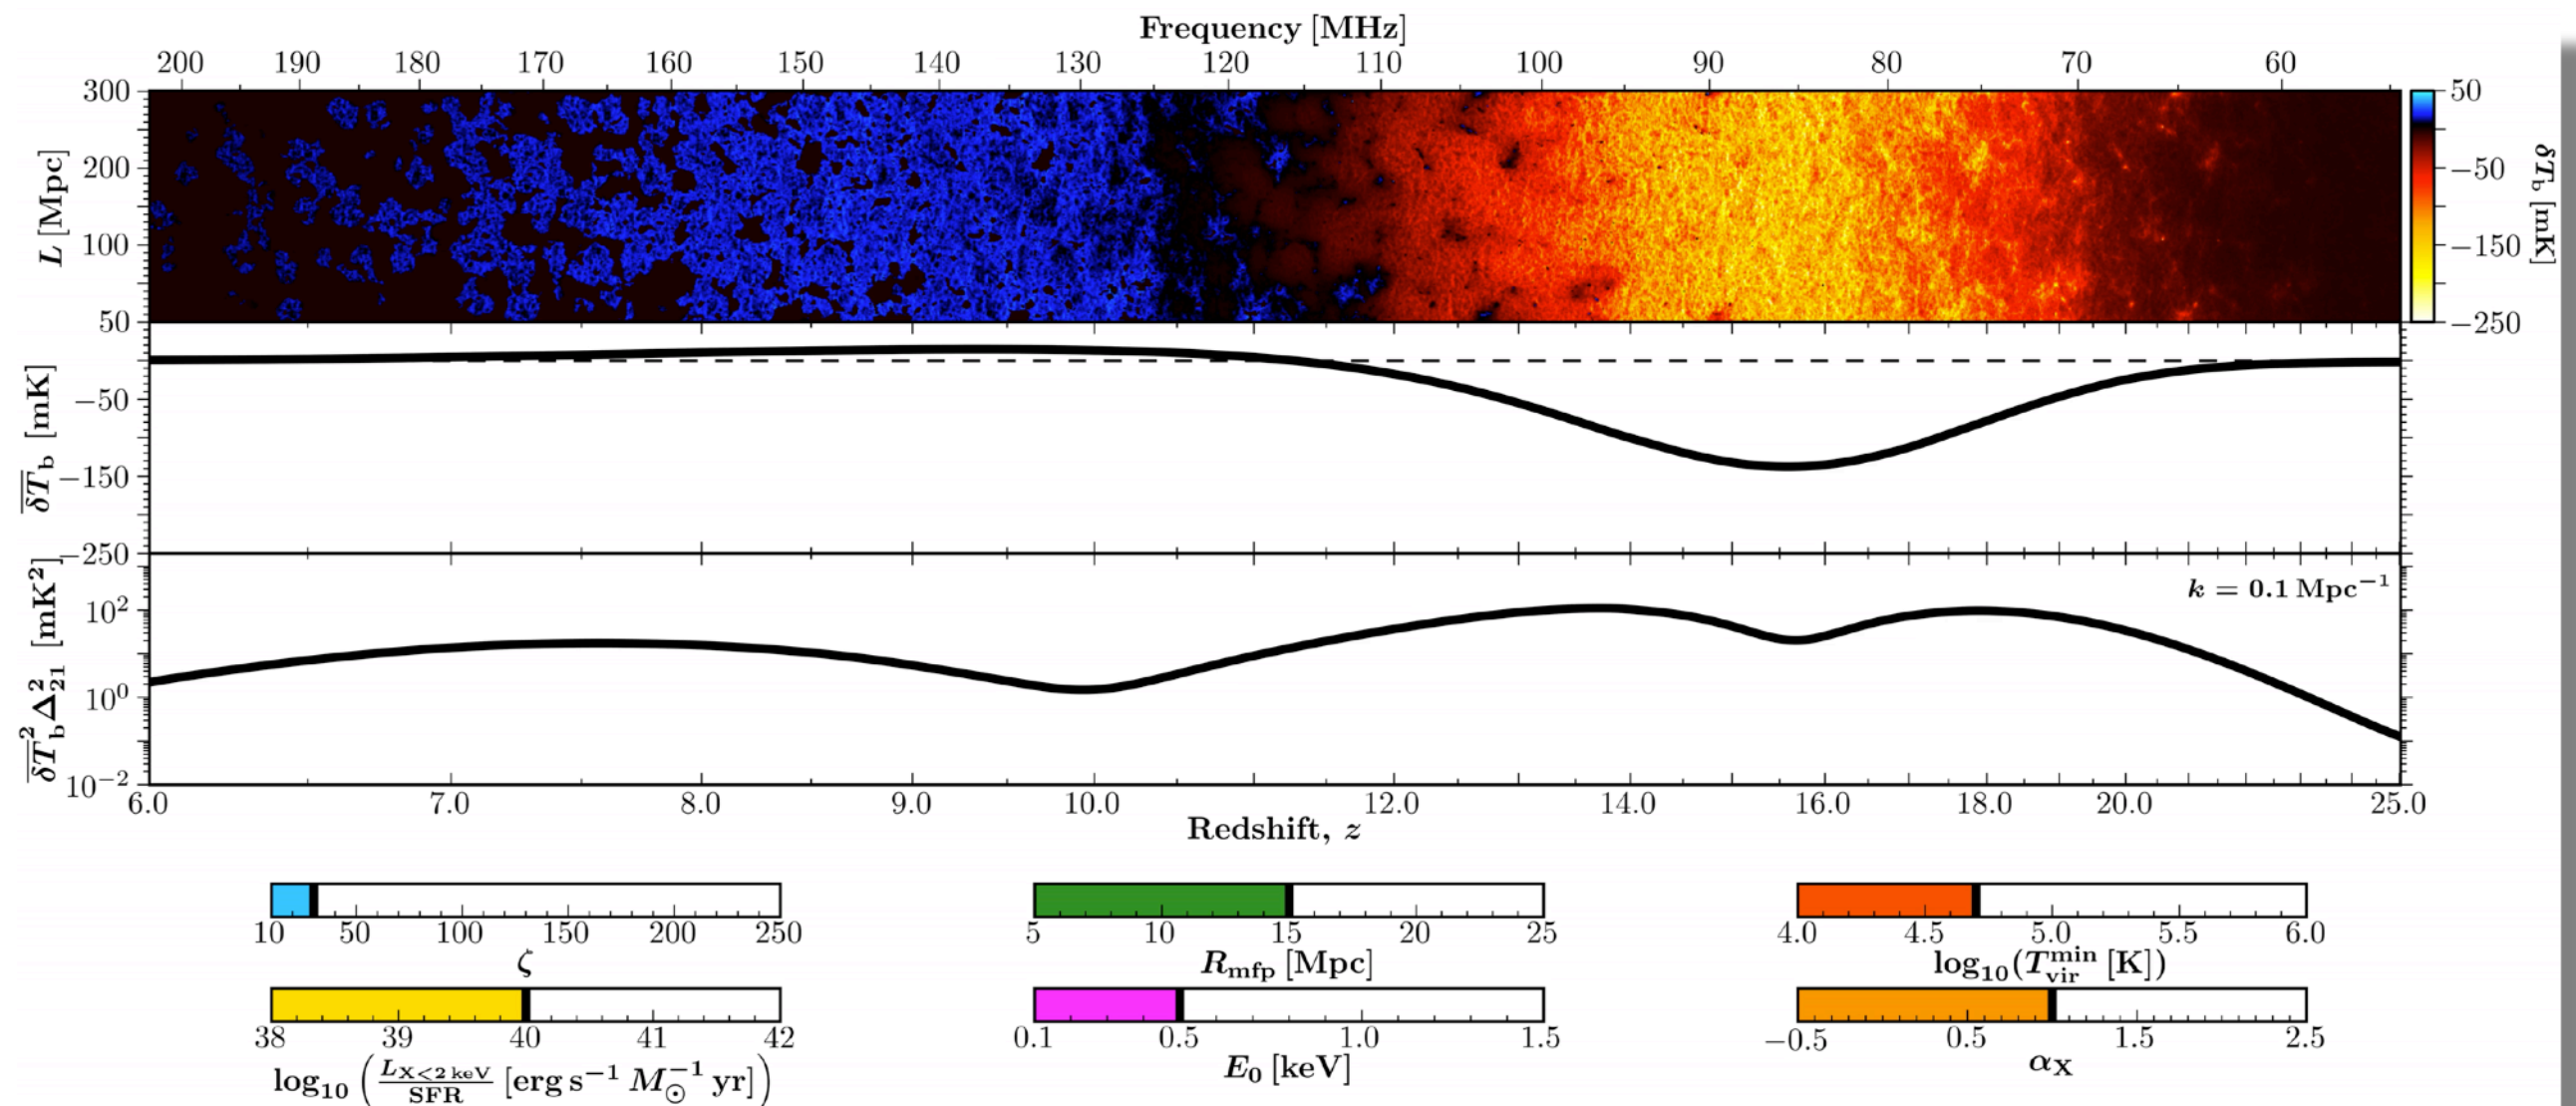 Frequency [MHz]
200 190 180 170 160 150 140 130 120 110 100 90 80 70 60
300
200
100
50
L [Mpc]
50
−50
−150
−250
δT_b [mK]
−50
−150
−250
\overline{δT}_b [mK]
k = 0.1 Mpc⁻¹
10²
10⁰
10⁻²
\overline{δT}_b² Δ²₂₁ [mK²]
6.0 7.0 8.0 9.0 10.0 12.0 14.0 16.0 18.0 20.0 25.0
Redshift, z
10 50 100 150 200 250
ζ
5 10 15 20 25
R_mfp [Mpc]
4.0 4.5 5.0 5.5 6.0
log₁₀(T_vir^min [K])
38 39 40 41 42
log₁₀ (L_X<2 keV/SFR [erg s⁻¹ M_⊙⁻¹ yr])
0.1 0.5 1.0 1.5
E₀ [keV]
−0.5 0.5 1.5 2.5
α_X